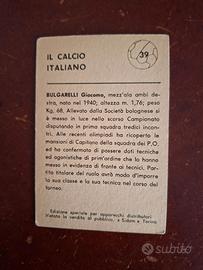 IL CALCIO
ITALIANO
39
BULGARELLI Giacomo, mezz'ala ambi
destra, nato nel 1940; altezza m. 1,76; peso
Kg. 68. Allevato dalla Società bolognese si
è messo in luce nello scorso Campionato
disputando in prima squadra tredici incon-
tri. Alle recenti olimpiadi ha ricoperto le
mansioni di Capitano della squadra dei P.O.
ed ha confermato di possere doti tecniche
ed agonistiche di prim'ordine che lo hanno
messo in evidenza di fronte ai tecnici. Par-
tito titolare del ruolo avrà modo d'impor-
re la sua classe e la sua tecnica nel corso del
torneo.
Edizione speciale per apparecchi distributori
Vietata la vendita al pubblico,
Torino
subito